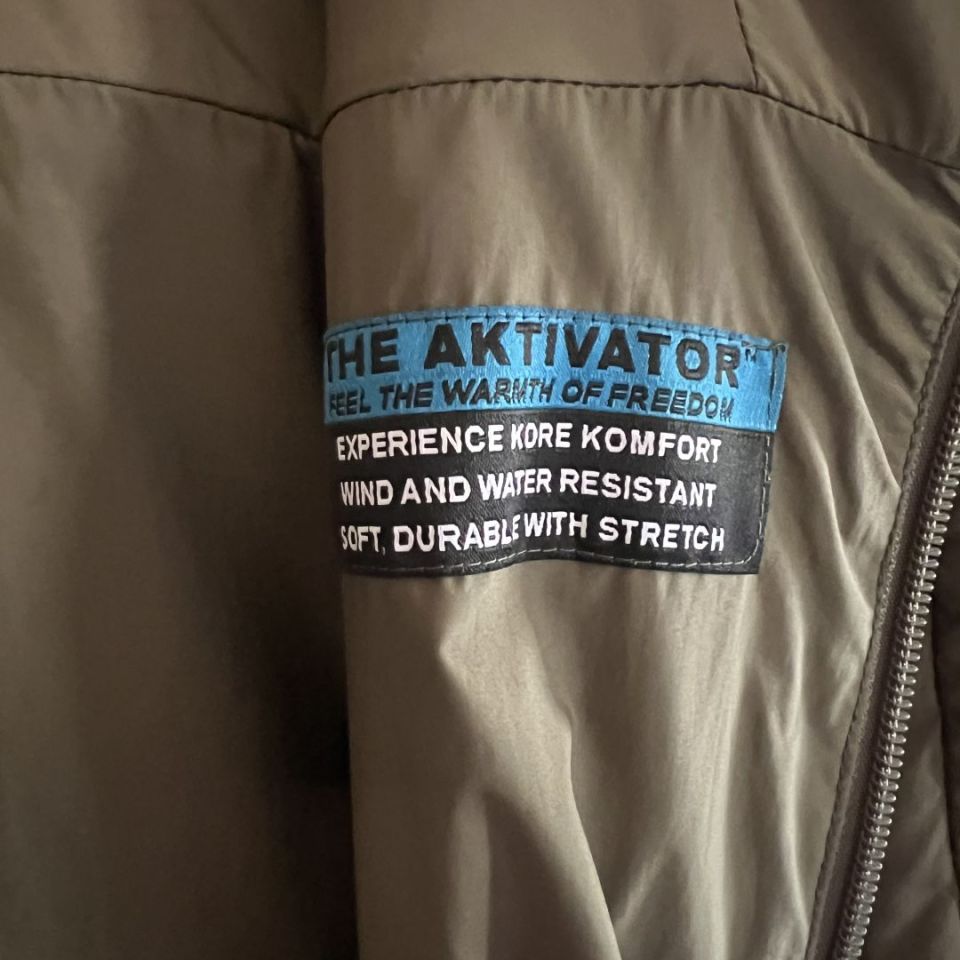 THE AKTIVATOR™
FEEL THE WARMTH OF FREEDOM
EXPERIENCE KORE KOMFORT
WIND AND WATER RESISTANT
SOFT, DURABLE WITH STRETCH